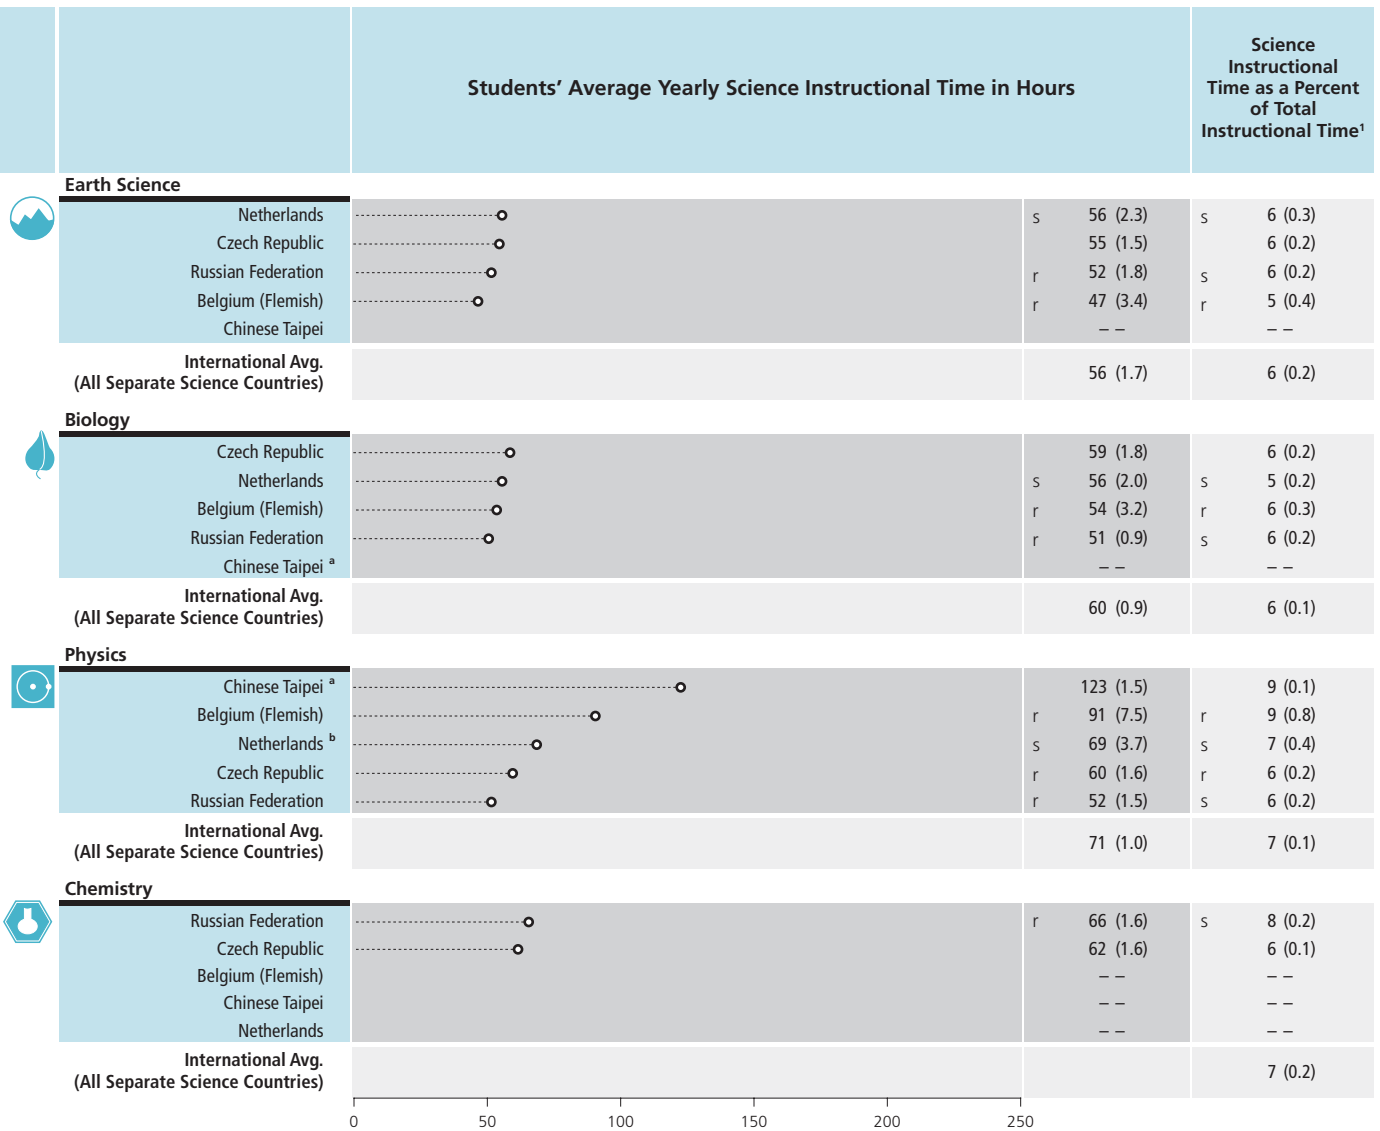 Students’ Average Yearly Science Instructional Time in Hours
Science
Instructional
Time as a Percent
of Total
Instructional Time¹
Earth Science
Netherlands s 56 (2.3) s 6 (0.3)
Czech Republic 55 (1.5) 6 (0.2)
Russian Federation r 52 (1.8) s 6 (0.2)
Belgium (Flemish) r 47 (3.4) r 5 (0.4)
Chinese Taipei – – – –
International Avg.
(All Separate Science Countries) 56 (1.7) 6 (0.2)
Biology
Czech Republic 59 (1.8) 6 (0.2)
Netherlands s 56 (2.0) s 5 (0.2)
Belgium (Flemish) r 54 (3.2) r 6 (0.3)
Russian Federation r 51 (0.9) s 6 (0.2)
Chinese Taipei ᵃ – – – –
International Avg.
(All Separate Science Countries) 60 (0.9) 6 (0.1)
Physics
Chinese Taipei ᵃ 123 (1.5) 9 (0.1)
Belgium (Flemish) r 91 (7.5) r 9 (0.8)
Netherlands ᵇ s 69 (3.7) s 7 (0.4)
Czech Republic r 60 (1.6) r 6 (0.2)
Russian Federation r 52 (1.5) s 6 (0.2)
International Avg.
(All Separate Science Countries) 71 (1.0) 7 (0.1)
Chemistry
Russian Federation r 66 (1.6) s 8 (0.2)
Czech Republic 62 (1.6) 6 (0.1)
Belgium (Flemish) – – – –
Chinese Taipei – – – –
Netherlands – – – –
International Avg.
(All Separate Science Countries) 7 (0.2)
0 50 100 150 200 250